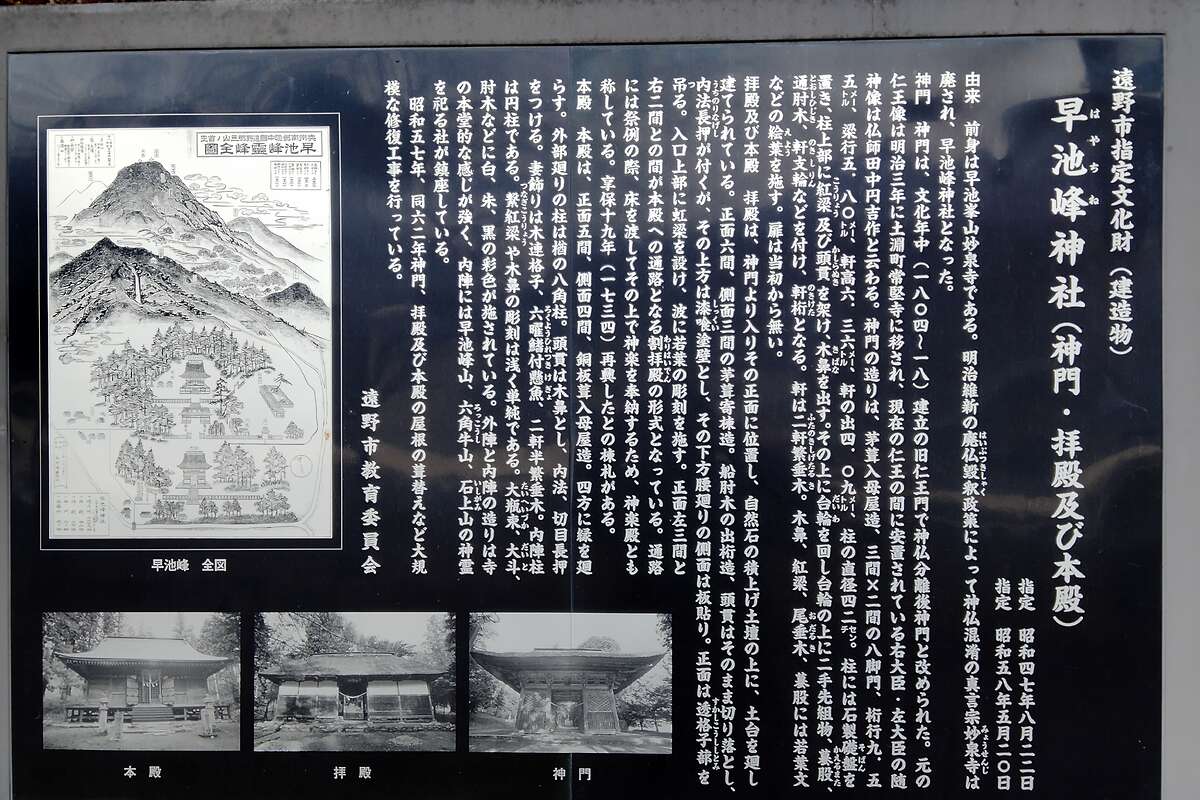 遠野市指定文化財（建造物）
早池峰神社（神門・拝殿及び本殿）
はやちね
指定　昭和四七年八月二二日
指定　昭和五八年五月二〇日
由来　前身は早池峯山妙泉寺である。明治維新の廃仏毀釈政策によって神仏混淆の真言宗妙泉寺は
廃され、早池峰神社となった。
神門　神門は、文化年中（一八〇四〜一八）建立の旧仁王門で神仏分離後神門と改められた。元の
仁王像は明治三年に土淵町常堅寺に移され、現在の仁王の間に安置されている右大臣・左大臣の随
神像は仏師田中円吉作と云わる。神門の造りは、茅葺入母屋造、三間×二間の八脚門、桁行九、五
五メートル、梁行五、八〇メートル、軒高六、三六メートル、軒の出四、〇九メートル、柱の直径四二センチ。柱には石製礎盤を
置き、柱上部に紅梁及び頭貫を架け、木鼻を出す。その上に台輪を回し台輪の上に二手先組物、蟇股、
通肘木、軒支輪などを付け、軒桁となる。軒は二軒繁垂木。木鼻、紅梁、尾垂木、蟇股には若葉文
などの絵葉を施す。扉は当初から無い。
拝殿及び本殿　拝殿は、神門より入りその正面に位置し、自然石の積上げ土壇の上に、土台を廻し
建てられている。正面六間、側面三間の茅葺寄棟造。船肘木の出桁造、頭貫はそのまま切り落とし、
内法長押が付くが、その上方は漆喰塗壁とし、その下方腰廻りの側面は板貼り。正面は透格子蔀を
吊る。入口上部に虹梁を設け、波に若葉の彫刻を施す。正面左三間と
右二間との間が本殿への通路となる割拝殿の形式となっている。通路
には祭例の際、床を渡してその上で神楽を奉納するため、神楽殿とも
称している。享保十九年（一七三四）再興したとの棟札がある。
本殿　本殿は、正面五間、側面四間、銅板葺入母屋造。四方に縁を廻
らす。外部廻りの柱は楢の八角柱。頭貫は木鼻とし、内法、切目長押
をつける。妻飾りは木連格子、六曜鰭付懸魚、二軒半繁垂木。内陣柱
は円柱である。繋紅梁や木鼻の彫刻は浅く単純である。大瓶束、大斗、
肘木などに白、朱、黒の彩色が施されている。外陣と内陣の造りは寺
の本堂的な感じが強く、内陣には早池峰山、六角牛山、石上山の神霊
を祀る社が鎮座している。
昭和五七年、同六二年神門、拝殿及び本殿の屋根の葺替えなど大規
模な修復工事を行っている。
遠野市教育委員会
早池峰霊峰全図
早池峰　全図
本殿
拝殿
神門